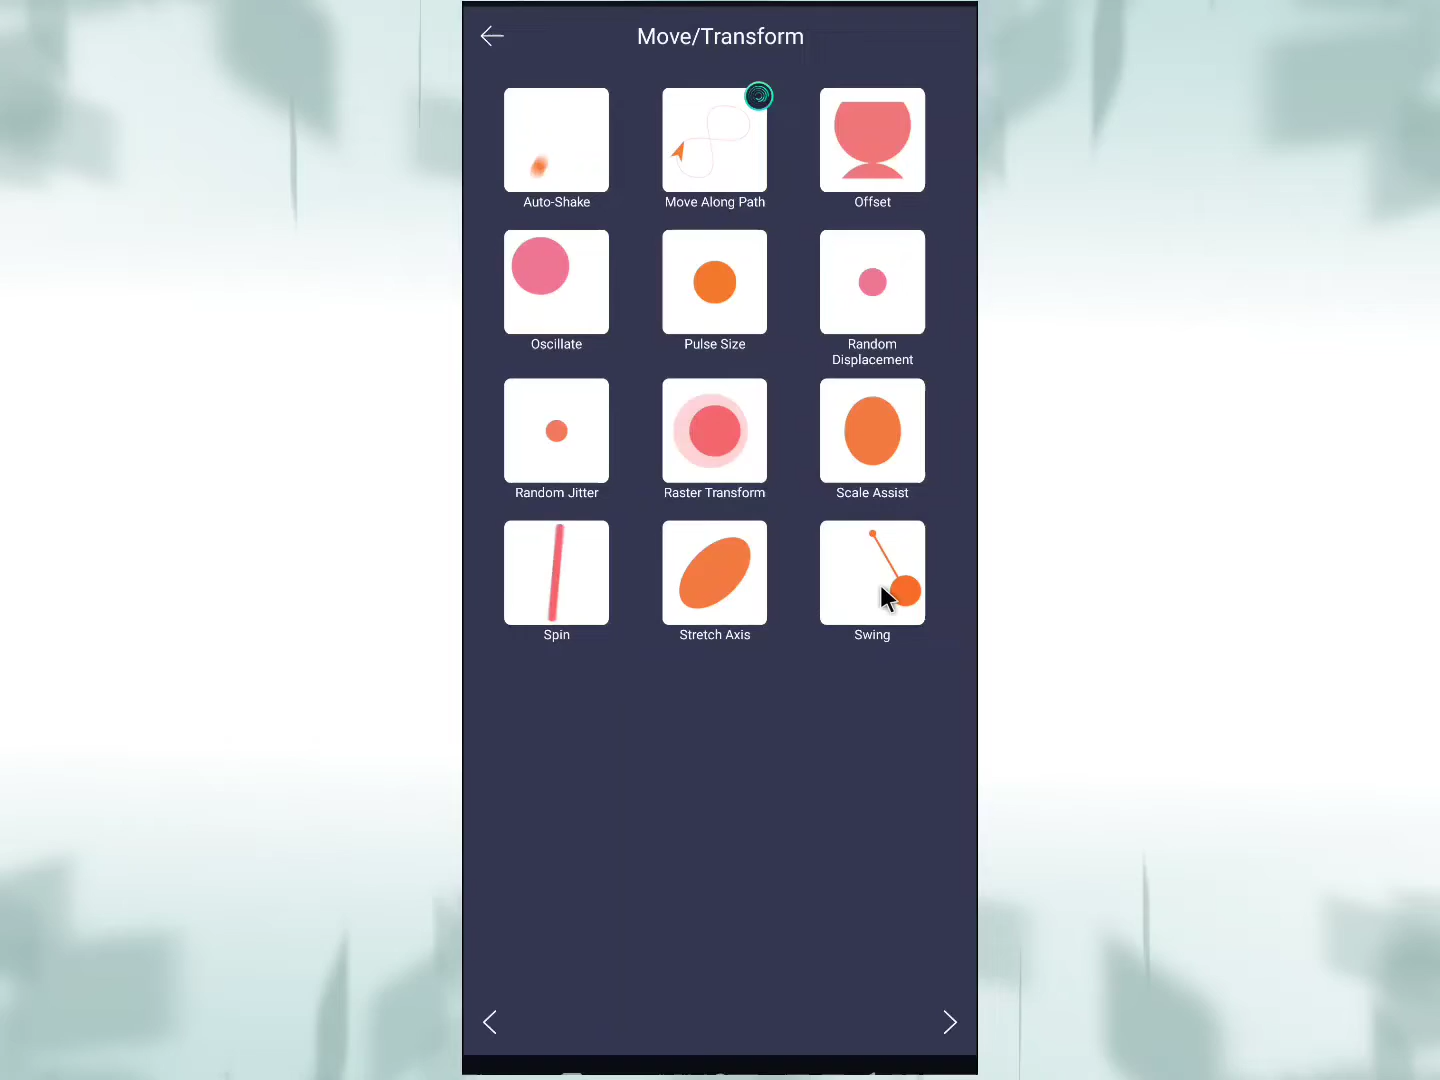 Move/Transform
Auto-Shake
Move Along Path
Offset
Oscillate
Pulse Size
Random
Displacement
Random Jitter
Raster Transform
Scale Assist
Spin
Stretch Axis
Swing